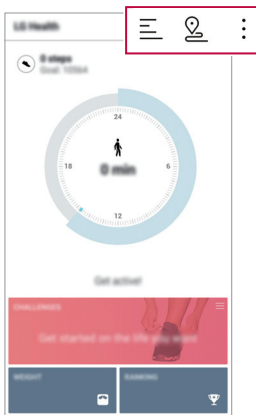 LG Health
0 steps
Goal: 10364
24
18
6
0 min
12
Get active!
CHALLENGES
Get started on the life you want
WEIGHT
RANKING